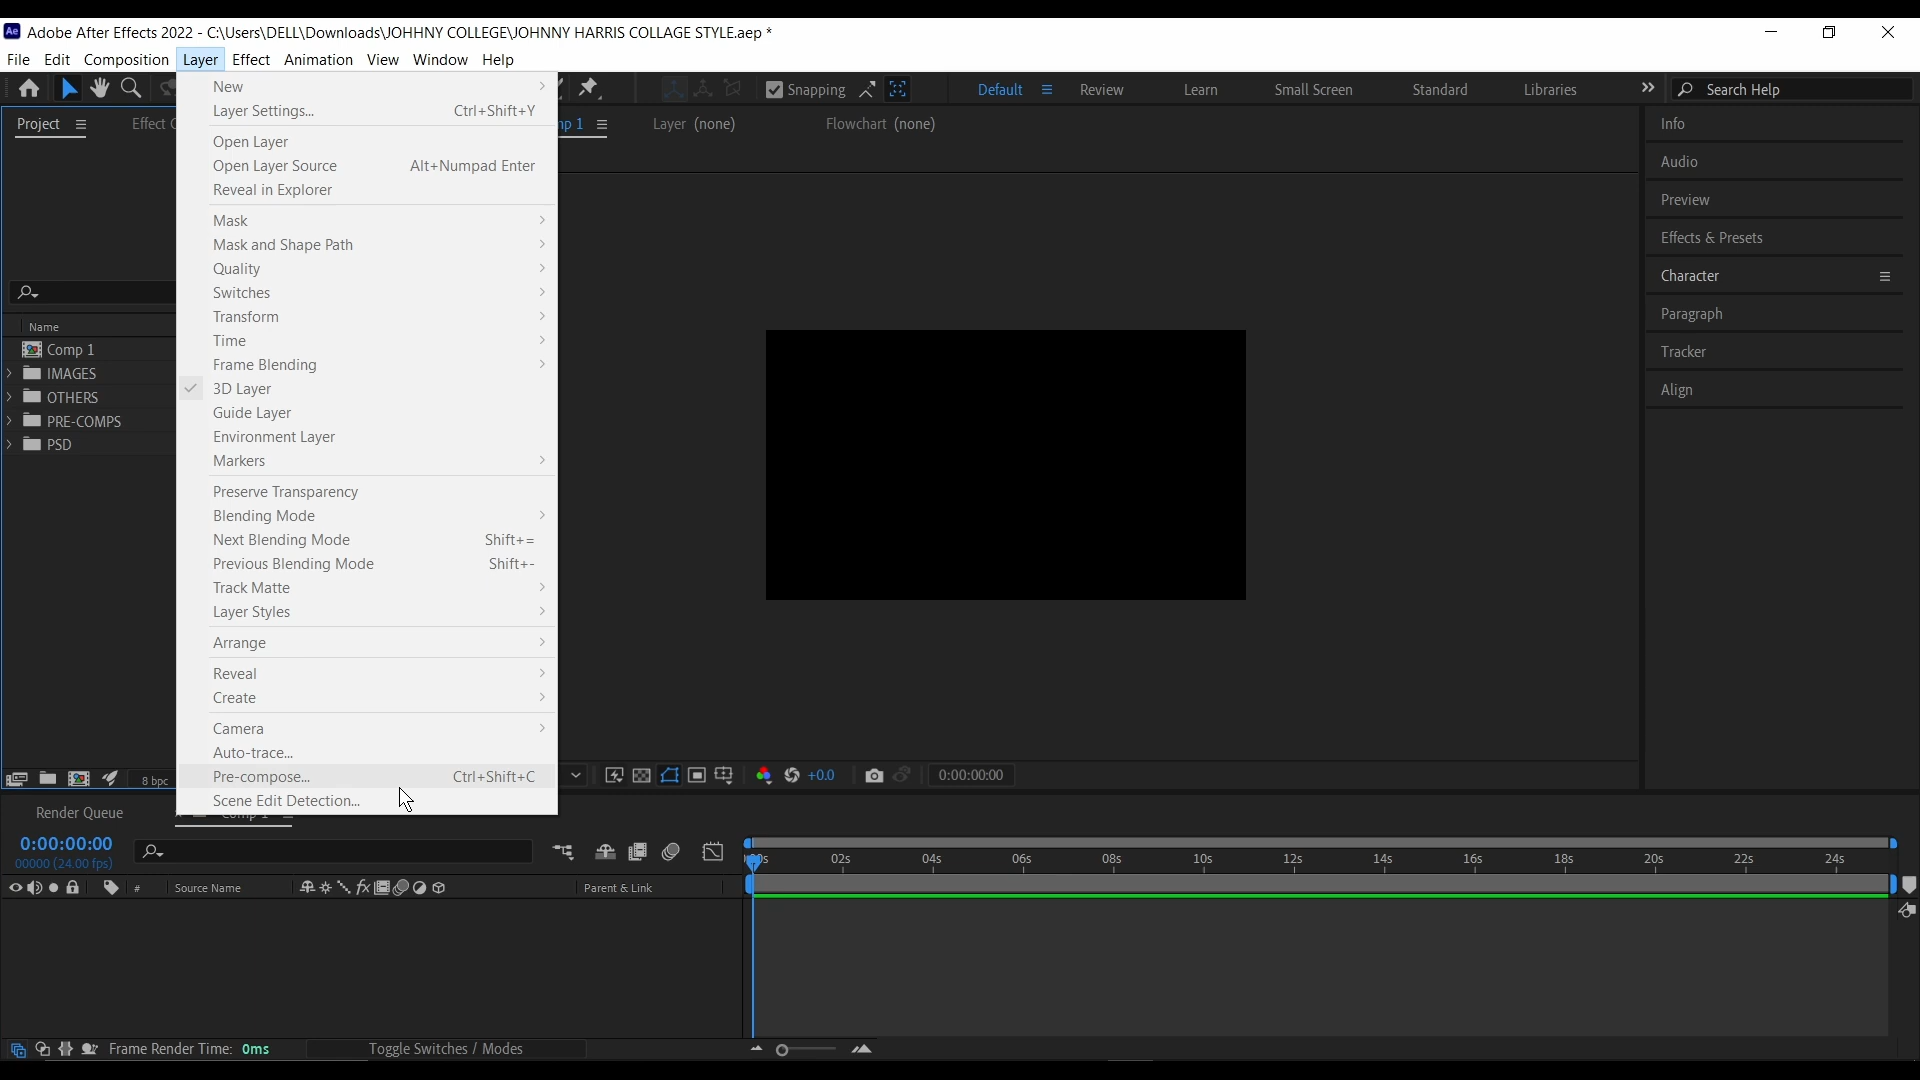 Ae Adobe After Effects 2022 - C:\Users\DELL\Downloads\JOHHNY COLLEGE\JOHNNY HARRIS COLLAGE STYLE.aep *
File Edit Composition Layer Effect Animation View Window Help
Snapping Default Review Learn Small Screen Standard Libraries Search Help
Project Effect Layer (none) Flowchart (none)
New
Layer Settings... Ctrl+Shift+Y
Open Layer
Open Layer Source Alt+Numpad Enter
Reveal in Explorer
Mask
Mask and Shape Path
Quality
Switches
Transform
Time
Frame Blending
3D Layer
Guide Layer
Environment Layer
Markers
Preserve Transparency
Blending Mode
Next Blending Mode Shift+=
Previous Blending Mode Shift+-
Track Matte
Layer Styles
Arrange
Reveal
Create
Camera
Auto-trace...
Pre-compose... Ctrl+Shift+C
Scene Edit Detection...
Name
Comp 1
IMAGES
OTHERS
PRE-COMPS
PSD
8 bpc
Info
Audio
Preview
Effects & Presets
Character
Paragraph
Tracker
Align
+0.0 0:00:00:00
Render Queue Comp 1
0:00:00:00
00000 (24.00 fps)
02s 04s 06s 08s 10s 12s 14s 16s 18s 20s 22s 24s
# Source Name Parent & Link
Frame Render Time: 0ms Toggle Switches / Modes